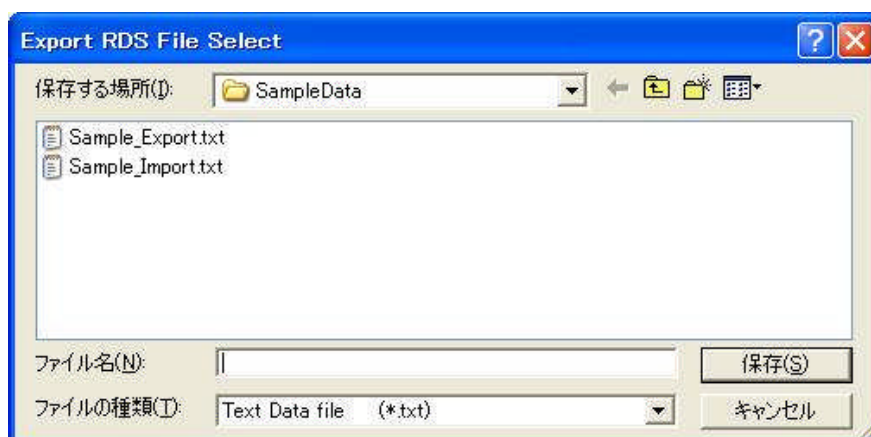 Export RDS File Select
保存する場所(I): SampleData
Sample_Export.txt
Sample_Import.txt
ファイル名(N): 保存(S)
ファイルの種類(T): Text Data file (*.txt) キャンセル